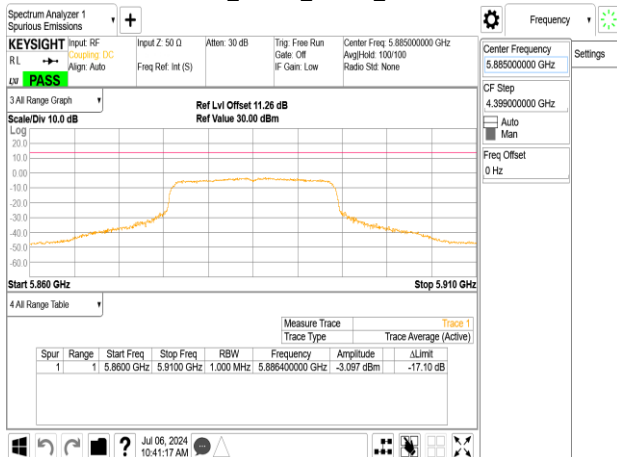 Spectrum Analyzer 1
Spurious Emissions
+
Frequency
KEYSIGHT Input: RF Input Z: 50 Ω Atten: 30 dB Trig: Free Run Center Freq: 5.885000000 GHz
RL Coupling: DC Gate: Off Avg|Hold: 100/100
Align: Auto Freq Ref: Int (S) IF Gain: Low Radio Std: None
LXI PASS
Center Frequency
5.885000000 GHz
Settings
CF Step
4.399000000 GHz
Auto
Man
Freq Offset
0 Hz
3 All Range Graph
Ref Lvl Offset 11.26 dB
Scale/Div 10.0 dB Ref Value 30.00 dBm
Log
20.0
10.0
0.00
-10.0
-20.0
-30.0
-40.0
-50.0
-60.0
Start 5.860 GHz Stop 5.910 GHz
4 All Range Table
Measure Trace Trace 1
Trace Type Trace Average (Active)
Spur Range Start Freq Stop Freq RBW Frequency Amplitude ΔLimit
1 1 5.8600 GHz 5.9100 GHz 1.000 MHz 5.886400000 GHz -3.097 dBm -17.10 dB
? Jul 06, 2024
10:41:17 AM